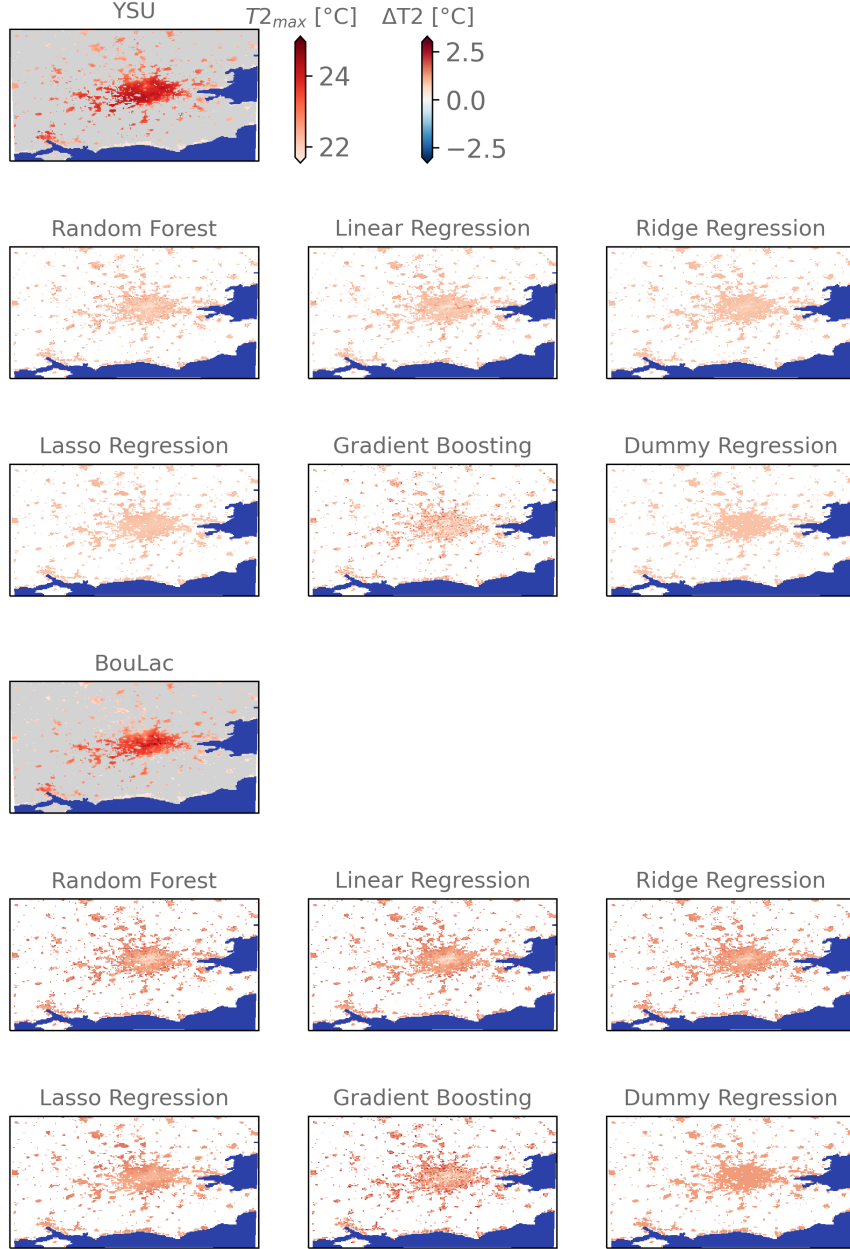 YSU
T2max [°C]
ΔT2 [°C]
24
22
2.5
0.0
−2.5
Random Forest
Linear Regression
Ridge Regression
Lasso Regression
Gradient Boosting
Dummy Regression
BouLac
Random Forest
Linear Regression
Ridge Regression
Lasso Regression
Gradient Boosting
Dummy Regression